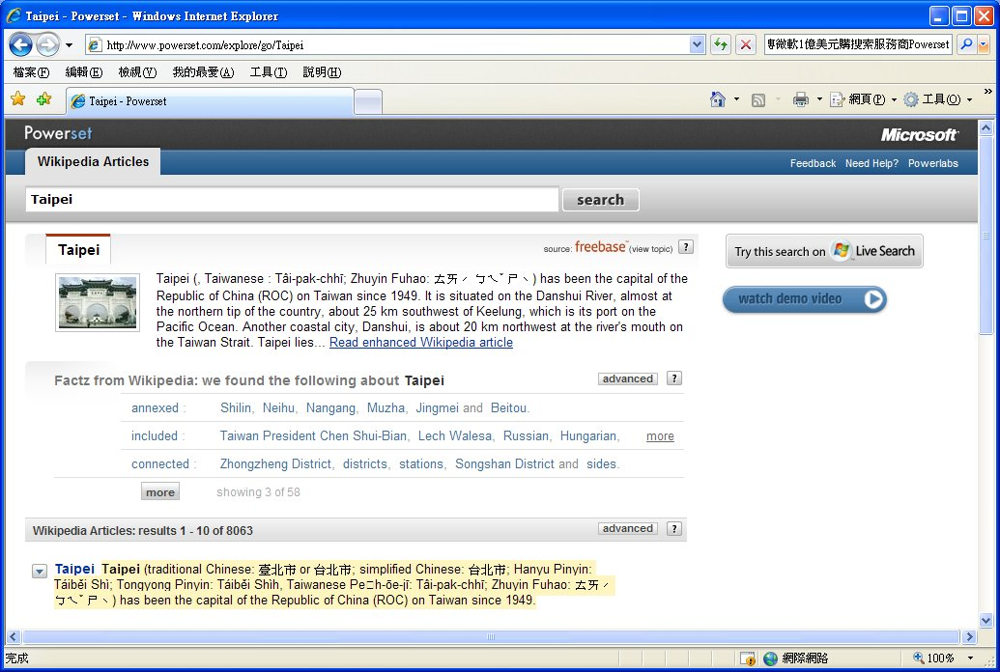 Taipei - Powerset - Windows Internet Explorer
http://www.powerset.com/explore/go/Taipei
專微軟1億美元購搜索服務商Powerset
檔案(F) 編輯(E) 檢視(V) 我的最愛(A) 工具(T) 說明(H)
Taipei - Powerset
網頁(P) 工具(O)
Powerset
Microsoft
Wikipedia Articles
Feedback Need Help? Powerlabs
Taipei
search
Taipei
source: freebase (view topic) ?
Try this search on Live Search
watch demo video
Taipei (, Taiwanese : Tâi-pak-chhī; Zhuyin Fuhao: ㄊㄞˊ ㄅㄟˇ ㄕˋ) has been the capital of the
Republic of China (ROC) on Taiwan since 1949. It is situated on the Danshui River, almost at
the northern tip of the country, about 25 km southwest of Keelung, which is its port on the
Pacific Ocean. Another coastal city, Danshui, is about 20 km northwest at the river's mouth on
the Taiwan Strait. Taipei lies... Read enhanced Wikipedia article
Factz from Wikipedia: we found the following about Taipei
advanced ?
annexed : Shilin, Neihu, Nangang, Muzha, Jingmei and Beitou.
included : Taiwan President Chen Shui-Bian, Lech Walesa, Russian, Hungarian, more
connected : Zhongzheng District, districts, stations, Songshan District and sides.
more showing 3 of 58
Wikipedia Articles: results 1 - 10 of 8063
advanced ?
Taipei Taipei (traditional Chinese: 臺北市 or 台北市; simplified Chinese: 台北市; Hanyu Pinyin:
Táiběi Shì; Tongyong Pinyin: Táiběi Shìh, Taiwanese Pe□h-ōe-jī: Tâi-pak-chhī; Zhuyin Fuhao: ㄊㄞˊ
ㄅㄟˇ ㄕˋ) has been the capital of the Republic of China (ROC) on Taiwan since 1949.
完成
網際網路
100%